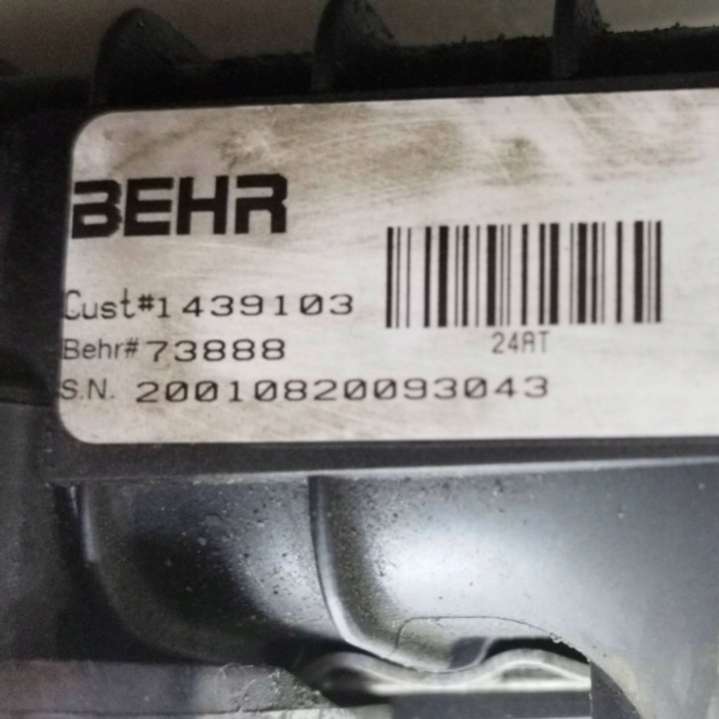 BEHR
Cust#1439103
Behr#73888
24AT
S.N. 20010820093043